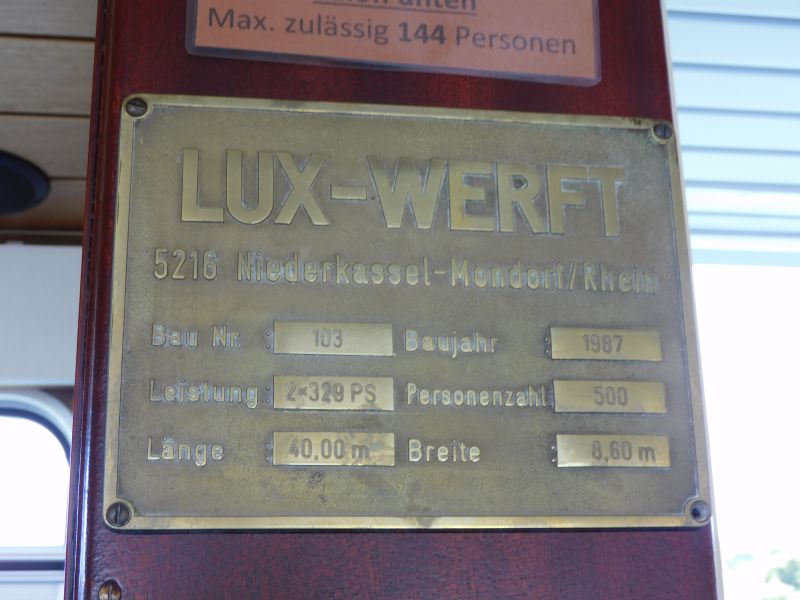 unten
Max. zulässig 144 Personen
LUX-WERFT
5216 Niederkassel-Mondorf/Rhein
Bau Nr. : 103 Baujahr : 1987
Leistung : 2×329 PS Personenzahl : 500
Länge : 40,00 m Breite : 8,60 m